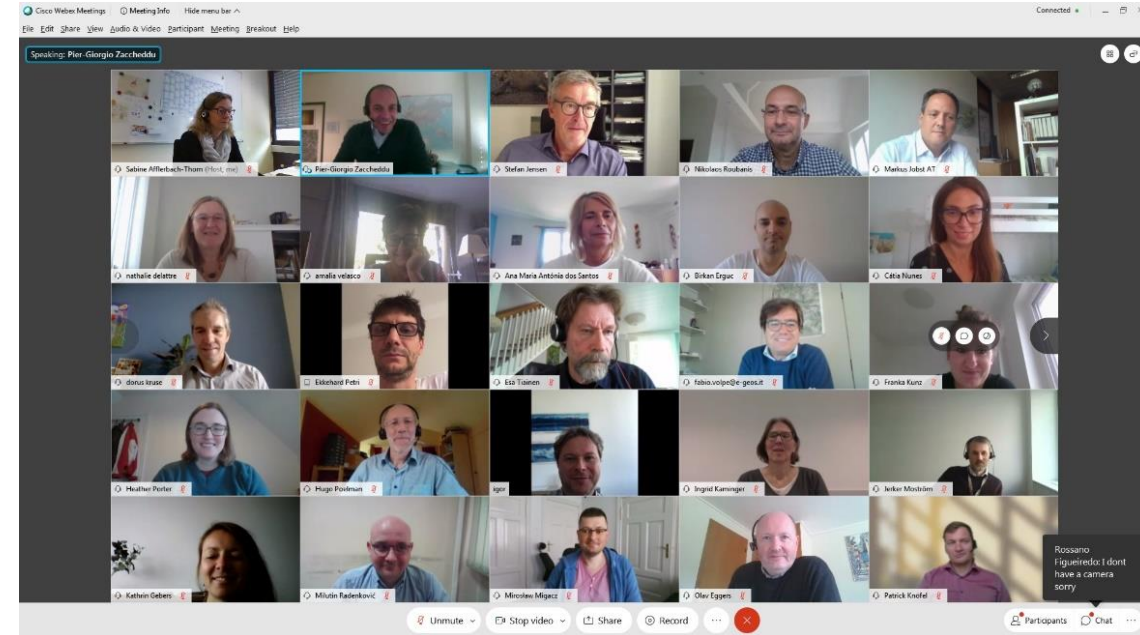 Cisco Webex Meetings Meeting Info Hide menu bar Connected
File Edit Share View Audio & Video Participant Meeting Breakout Help
Speaking: Pier-Giorgio Zaccheddu
Sabine Afflerbach-Thom (Host, me) Pier-Giorgio Zaccheddu Stefan Jensen Nikolaos Roubanis Markus Jobst AT
nathalie delattre amalia velasco Ana Maria Antónia dos Santos Birkan Erguc Cátia Nunes
dorus kruse Ekkehard Petri Esa Tiainen fabio.volpe@e-geos.it Franka Kunz
Heather Porter Hugo Poelman igor Ingrid Kaminger Jerker Moström
Kathrin Gebers Milutin Radenković Mirosław Migacz Olav Eggers Patrick Knöfel
Rossano
Figueiredo: I dont
have a camera
sorry
Unmute Stop video Share Record Participants Chat